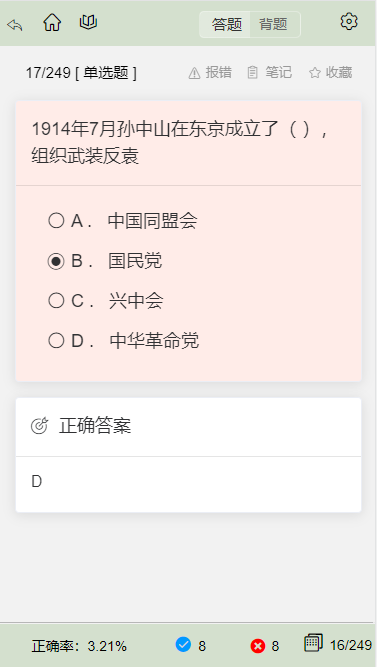 答题 背题
17/249 [ 单选题 ] 报错 笔记 收藏
1914年7月孙中山在东京成立了（ ），
组织武装反袁
A． 中国同盟会
B． 国民党
C． 兴中会
D． 中华革命党
正确答案
D
正确率：3.21% 8 8 16/249